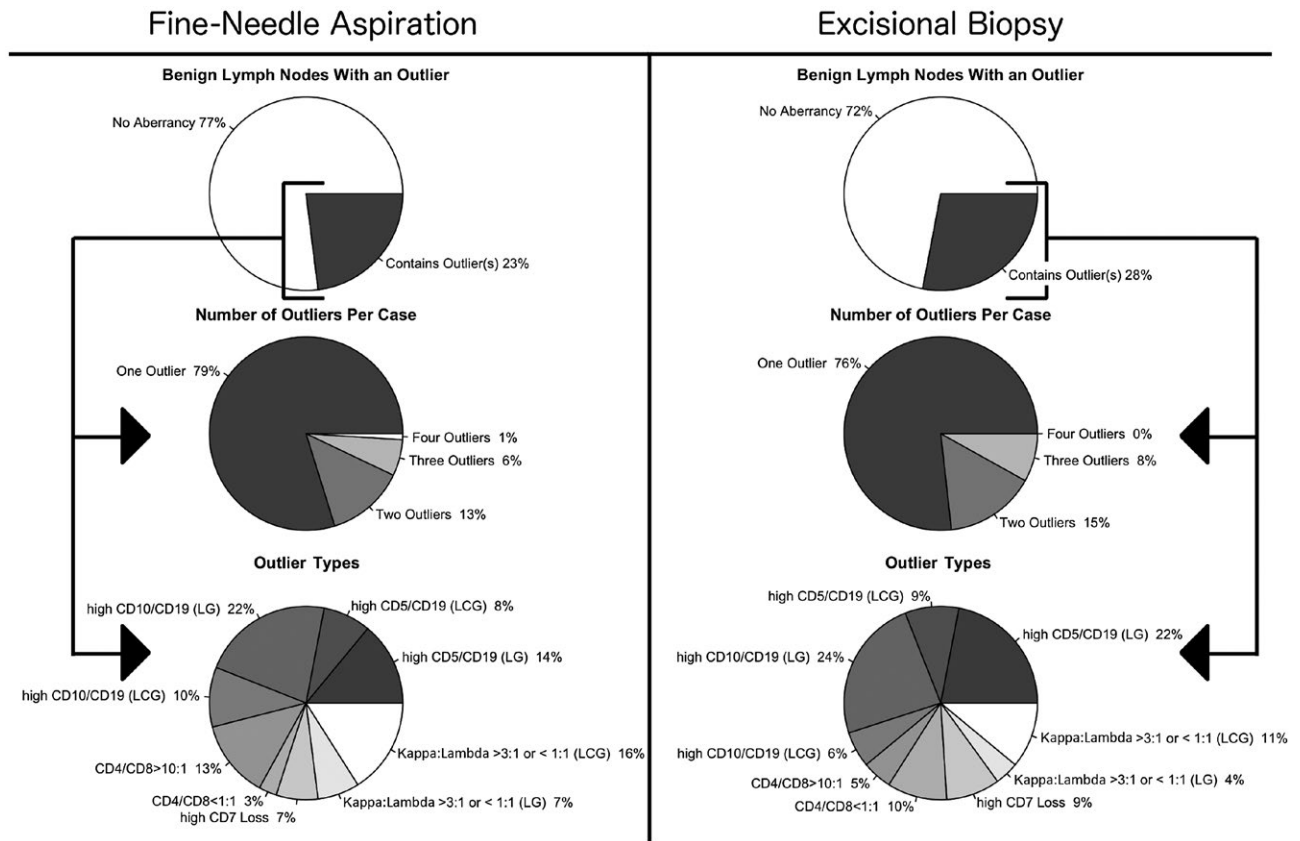 Fine-Needle Aspiration
Benign Lymph Nodes With an Outlier
No Aberrancy 77%
Contains Outlier(s) 23%
Number of Outliers Per Case
One Outlier 79%
Four Outliers 1%
Three Outliers 6%
Two Outliers 13%
Outlier Types
high CD10/CD19 (LG) 22%
high CD5/CD19 (LCG) 8%
high CD5/CD19 (LG) 14%
high CD10/CD19 (LCG) 10%
Kappa:Lambda >3:1 or < 1:1 (LCG) 16%
CD4/CD8>10:1 13%
CD4/CD8<1:1 3%
Kappa:Lambda >3:1 or < 1:1 (LG) 7%
high CD7 Loss 7%
Excisional Biopsy
Benign Lymph Nodes With an Outlier
No Aberrancy 72%
Contains Outlier(s) 28%
Number of Outliers Per Case
One Outlier 76%
Four Outliers 0%
Three Outliers 8%
Two Outliers 15%
Outlier Types
high CD5/CD19 (LCG) 9%
high CD5/CD19 (LG) 22%
high CD10/CD19 (LG) 24%
Kappa:Lambda >3:1 or < 1:1 (LCG) 11%
high CD10/CD19 (LCG) 6%
Kappa:Lambda >3:1 or < 1:1 (LG) 4%
CD4/CD8>10:1 5%
high CD7 Loss 9%
CD4/CD8<1:1 10%